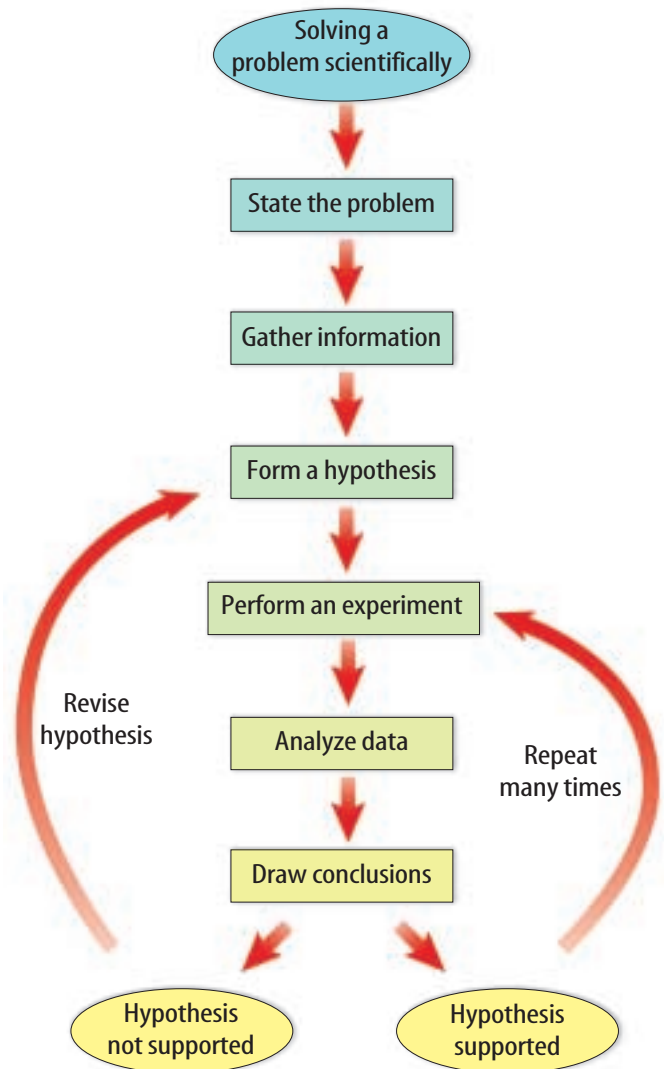 Solving a
problem scientifically
State the problem
Gather information
Form a hypothesis
Perform an experiment
Revise
hypothesis
Analyze data
Repeat
many times
Draw conclusions
Hypothesis
not supported
Hypothesis
supported